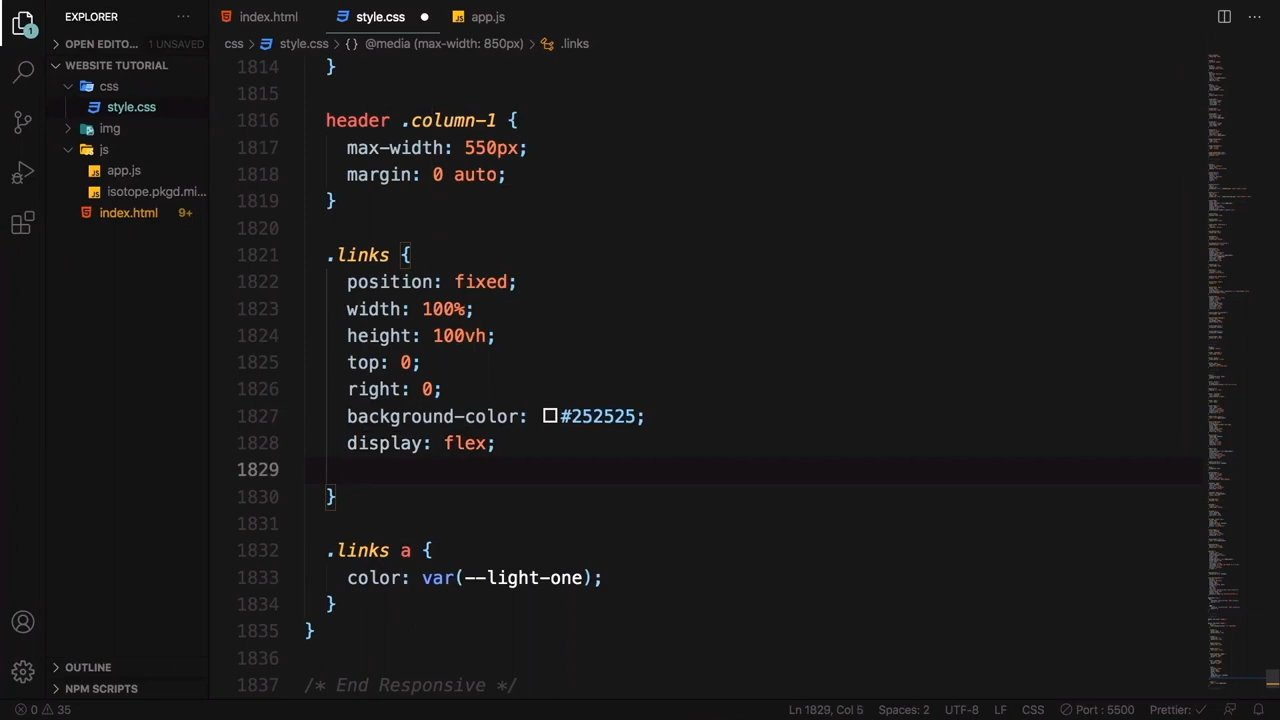 EXPLORER ···
index.html
style.css
app.js
OPEN EDITO... 1 UNSAVED
css > style.css > {} @media (max-width: 850px) > .links
WEBSITE TUTORIAL
css
style.css
img
js
app.js
isotope.pkgd.mi...
index.html 9+
1814 }
1815
1816 header .column-1 {
1817 max-width: 550px;
1818 margin: 0 auto;
1819 }
1820
1821 .links {
1822 position: fixed;
1823 width: 100%;
1824 height: 100vh;
1825 top: 0;
1826 right: 0;
1827 background-color: #252525;
1828 display: flex;
1829
1830 }
1831
1832 .links a {
1833 color: var(--light-one);
1834 }
1835 }
1836
1837 /* End Responsive *
OUTLINE
NPM SCRIPTS
1
0 35
Ln 1829, Col 5
Spaces: 2
UTF-8
LF
CSS
Port : 5500
Prettier: ✓